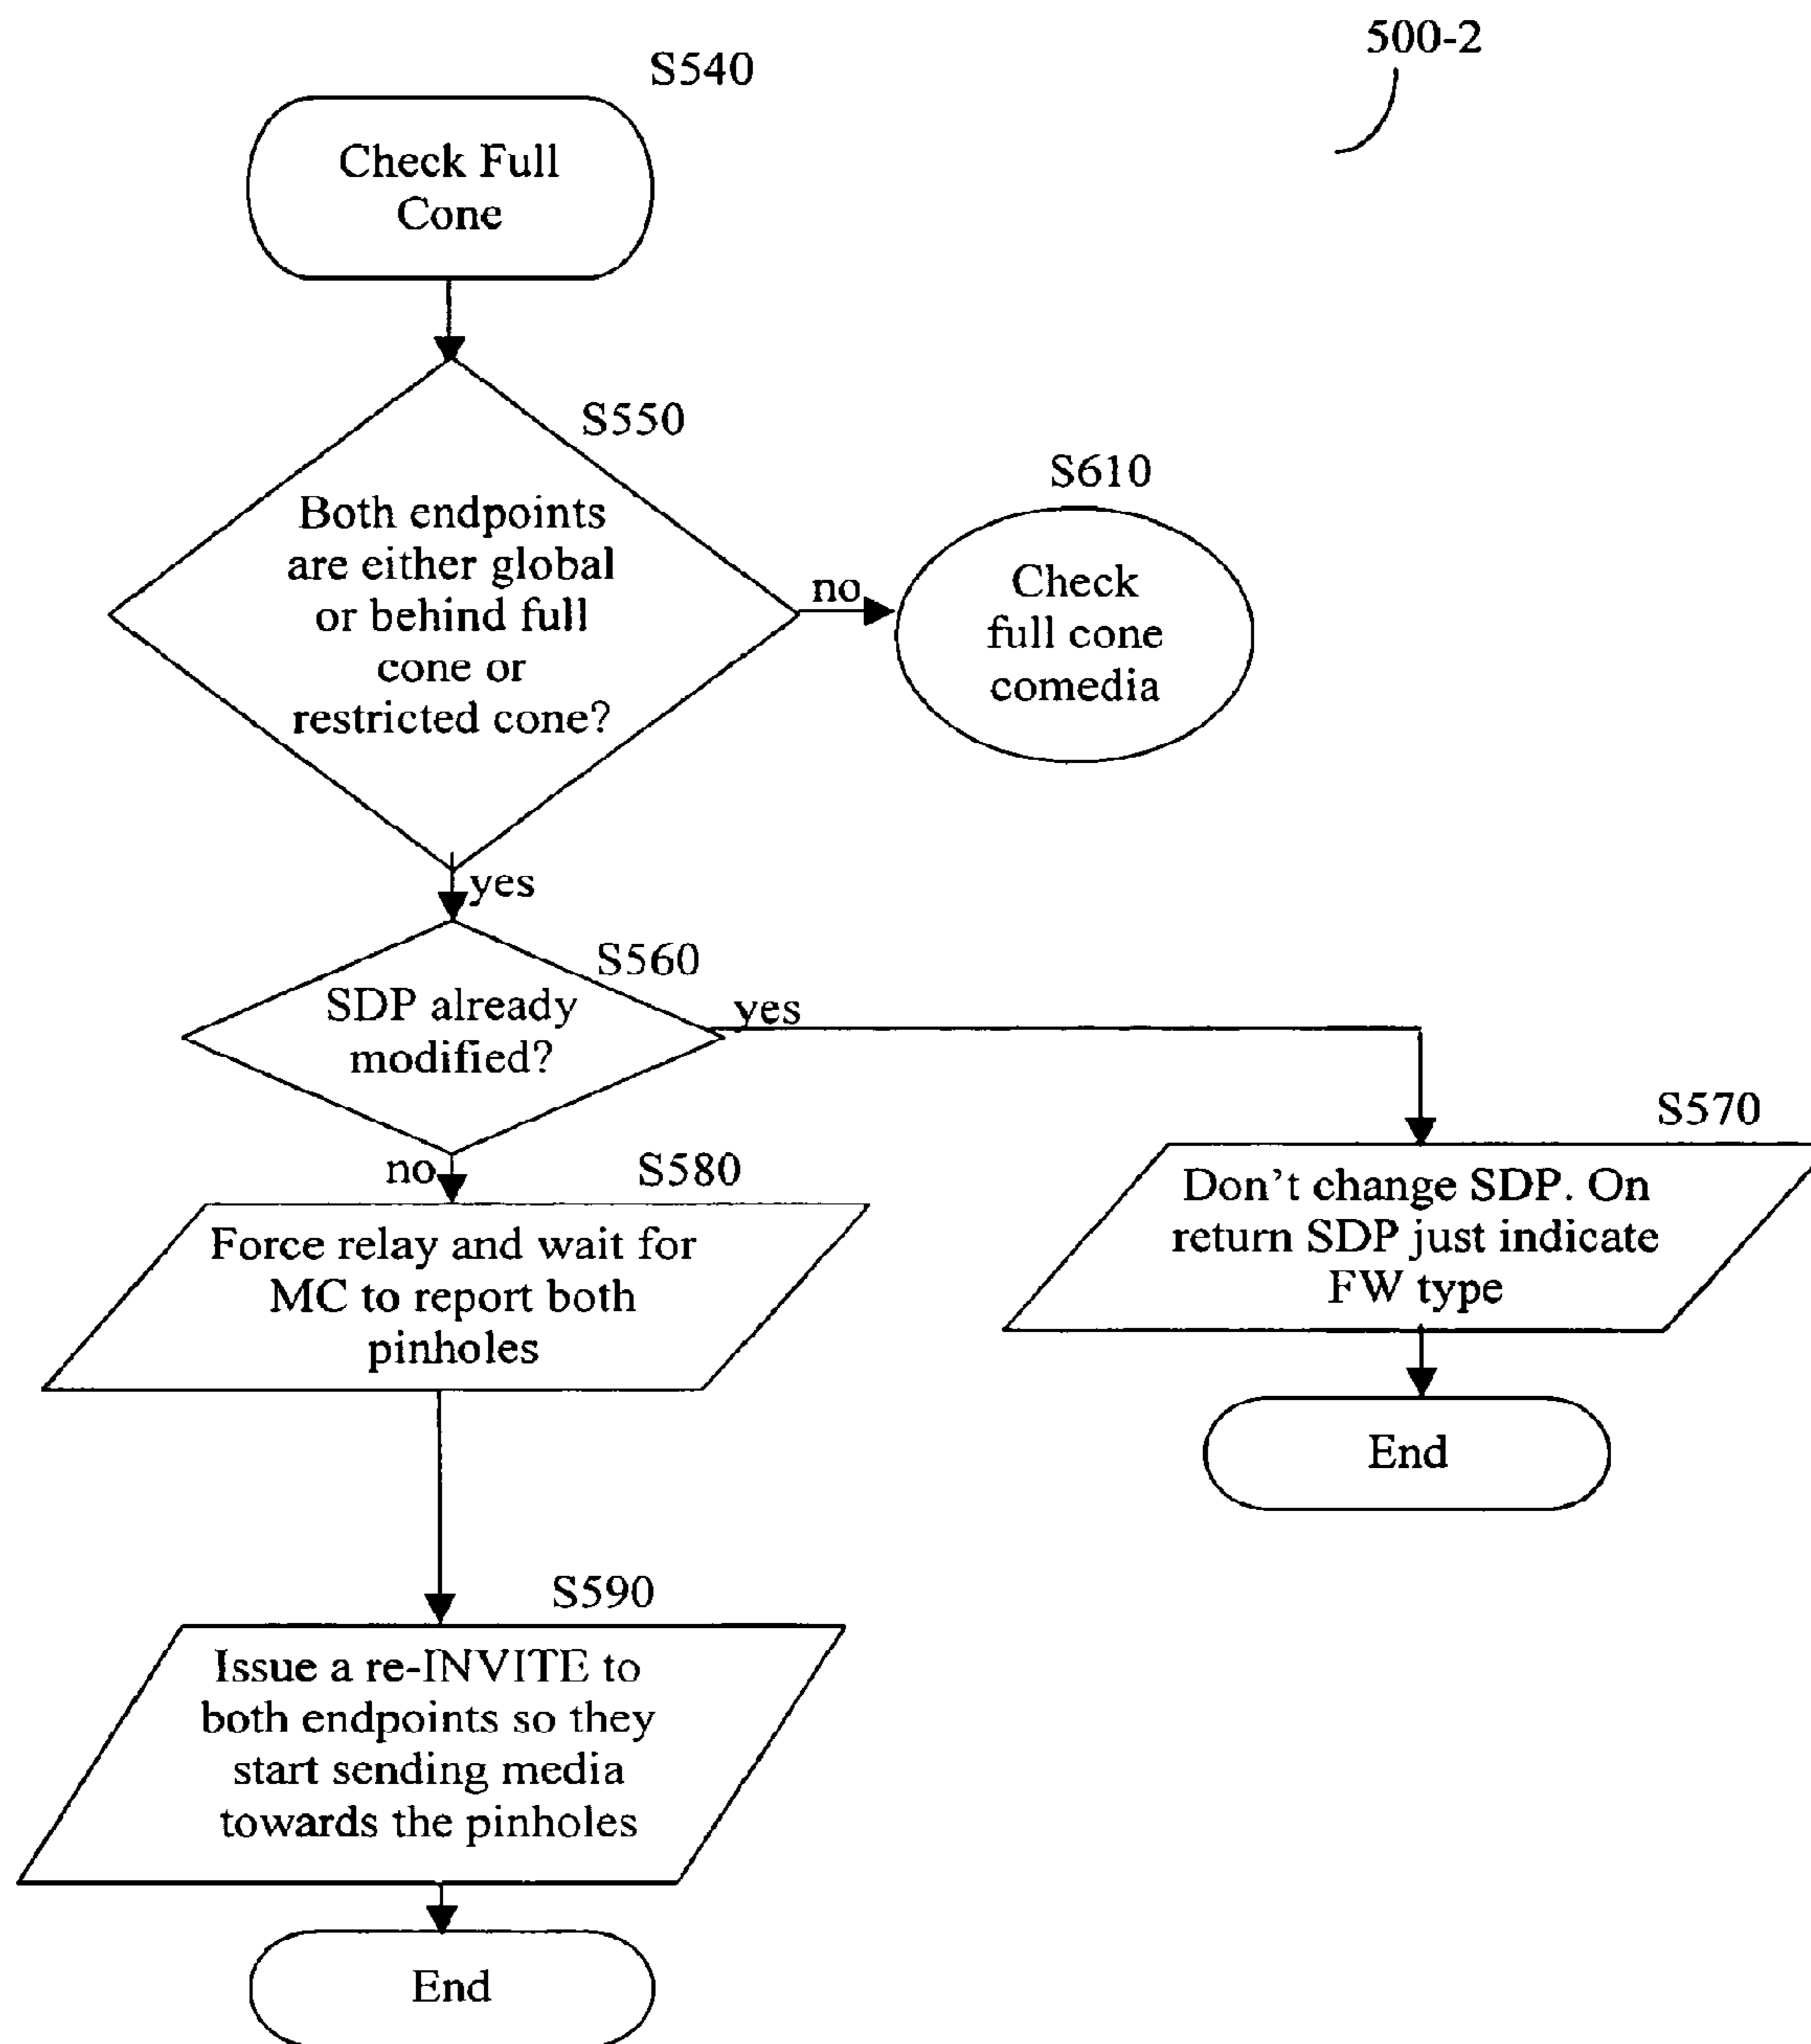 500-2
S540
Check Full
Cone
S550
Both endpoints
are either global
or behind full
cone or
restricted cone?
no
S610
Check
full cone
comedia
yes
S560
SDP already
modified?
yes
S570
Don't change SDP. On
return SDP just indicate
FW type
End
no
S580
Force relay and wait for
MC to report both
pinholes
S590
Issue a re-INVITE to
both endpoints so they
start sending media
towards the pinholes
End